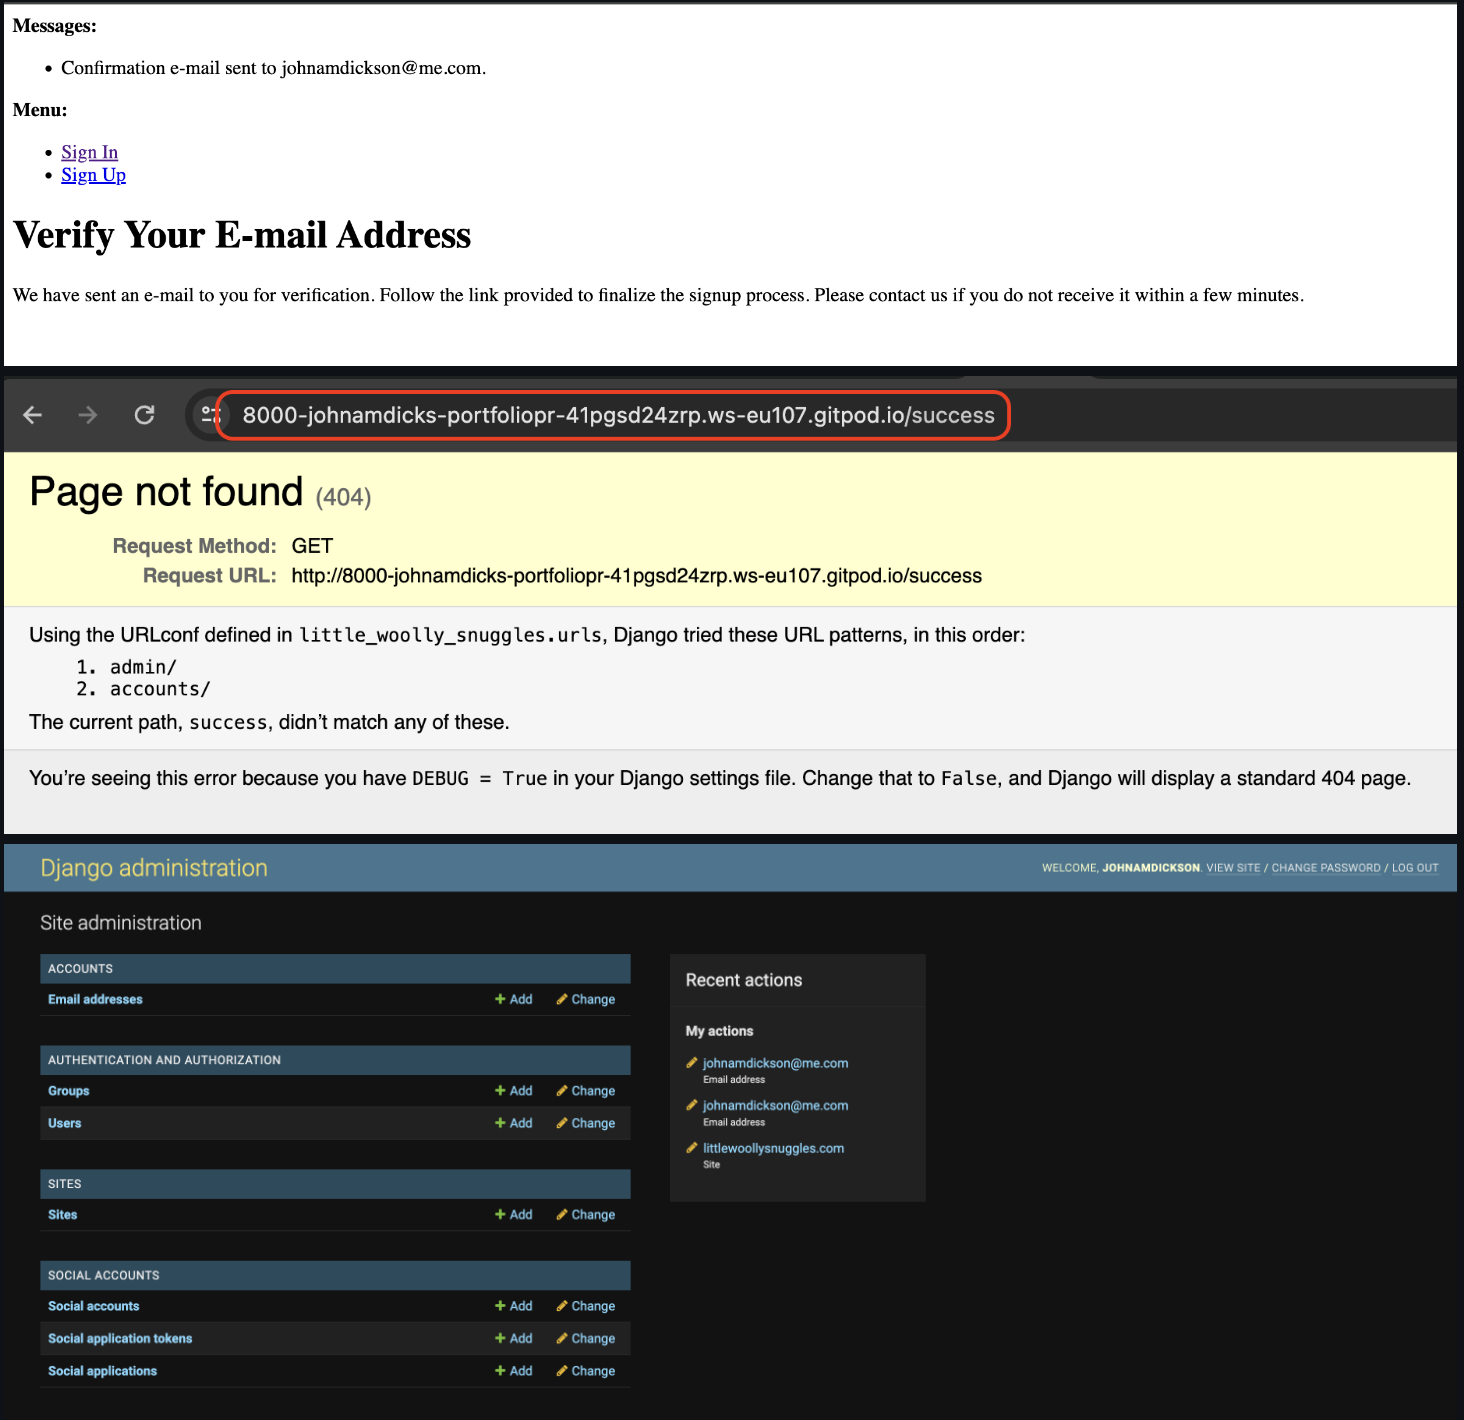 Messages:
• Confirmation e-mail sent to johnamdickson@me.com.
Menu:
• Sign In
• Sign Up
Verify Your E-mail Address
We have sent an e-mail to you for verification. Follow the link provided to finalize the signup process. Please contact us if you do not receive it within a few minutes.
8000-johnamdicks-portfoliopr-41pgsd24zrp.ws-eu107.gitpod.io/success
Page not found (404)
Request Method: GET
Request URL: http://8000-johnamdicks-portfoliopr-41pgsd24zrp.ws-eu107.gitpod.io/success
Using the URLconf defined in little_woolly_snuggles.urls, Django tried these URL patterns, in this order:
1. admin/
2. accounts/
The current path, success, didn’t match any of these.
You’re seeing this error because you have DEBUG = True in your Django settings file. Change that to False, and Django will display a standard 404 page.
Django administration
WELCOME, JOHNAMDICKSON. VIEW SITE / CHANGE PASSWORD / LOG OUT
Site administration
ACCOUNTS
Email addresses + Add Change
AUTHENTICATION AND AUTHORIZATION
Groups + Add Change
Users + Add Change
SITES
Sites + Add Change
SOCIAL ACCOUNTS
Social accounts + Add Change
Social application tokens + Add Change
Social applications + Add Change
Recent actions
My actions
johnamdickson@me.com
Email address
johnamdickson@me.com
Email address
littlewoollysnuggles.com
Site